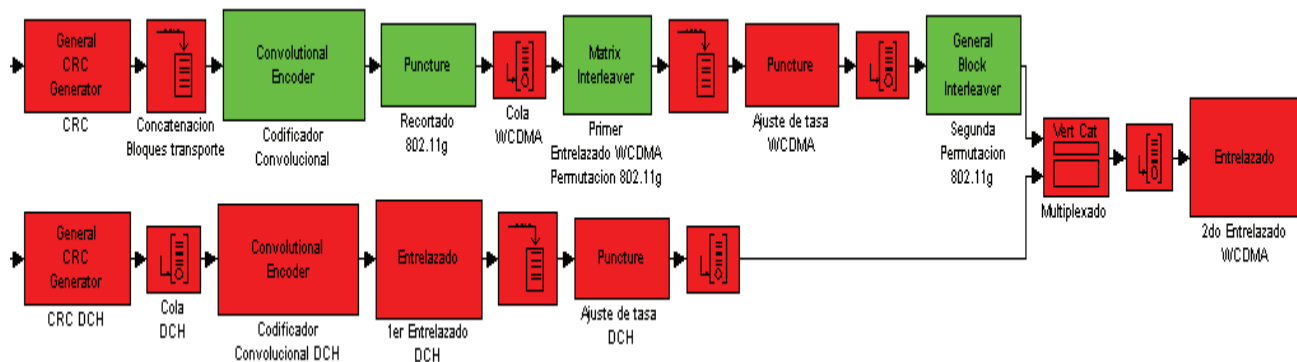 General
CRC
Generator
CRC
Concatenacion
Bloques transporte
Convolutional
Encoder
Codificador
Convolucional
Puncture
Recortado
802.11g
Cola
WCDMA
Matrix
Interleaver
Primer
Entrelazado WCDMA
Permutacion 802.11g
Puncture
Ajuste de tasa
WCDMA
General
Block
Interleaver
Segunda
Permutacion
802.11g
Vert Cat
Multiplexado
Entrelazado
2do Entrelazado
WCDMA
General
CRC
Generator
CRC DCH
Cola
DCH
Convolutional
Encoder
Codificador
Convolucional DCH
Entrelazado
1er Entrelazado
DCH
Puncture
Ajuste de tasa
DCH